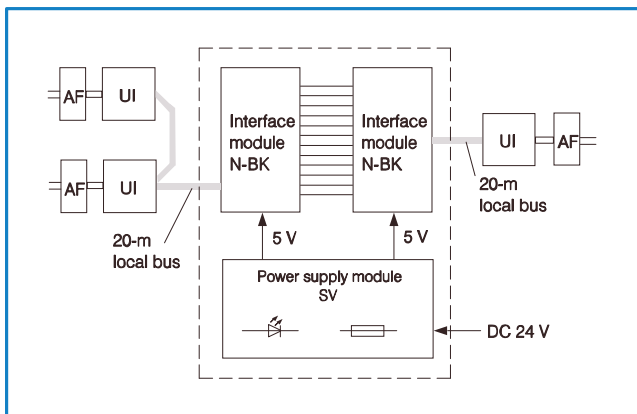 AF
UI
AF
UI
20-m
local bus
Interface
module
N-BK
Interface
module
N-BK
UI
AF
20-m
local bus
5 V
5 V
Power supply module
SV
DC 24 V